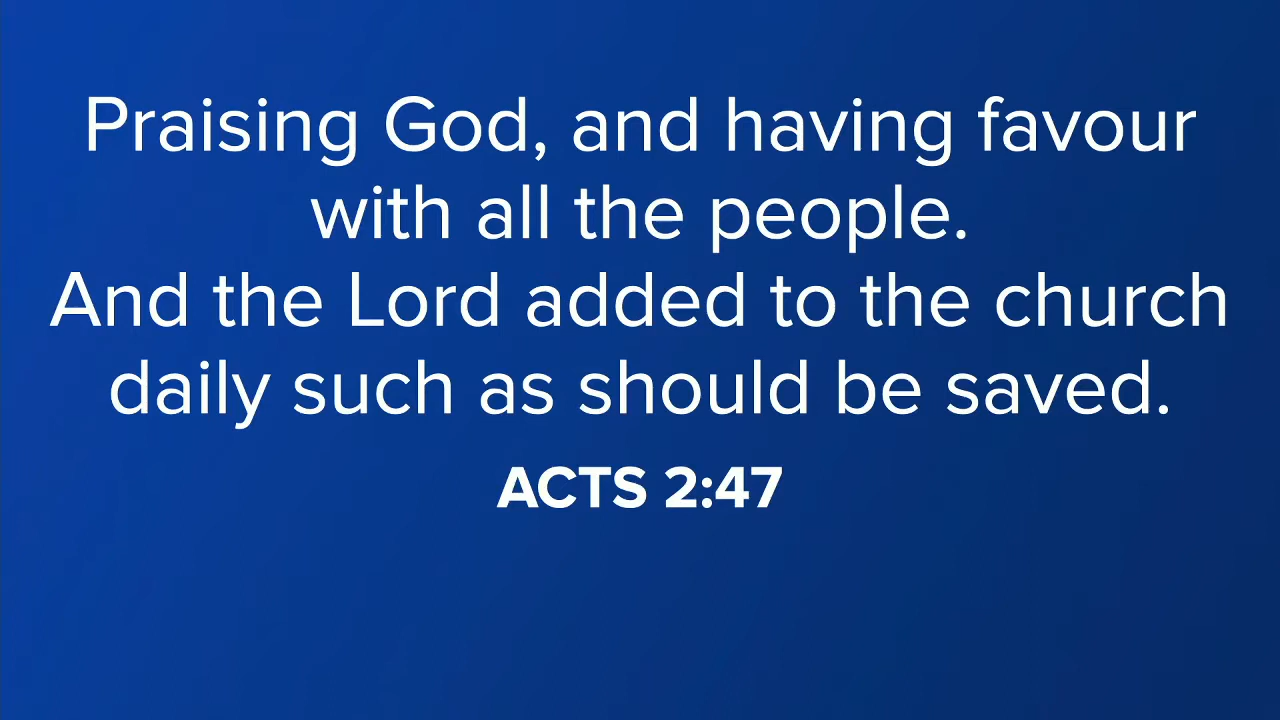 Praising God, and having favour
with all the people.
And the Lord added to the church
daily such as should be saved.
ACTS 2:47